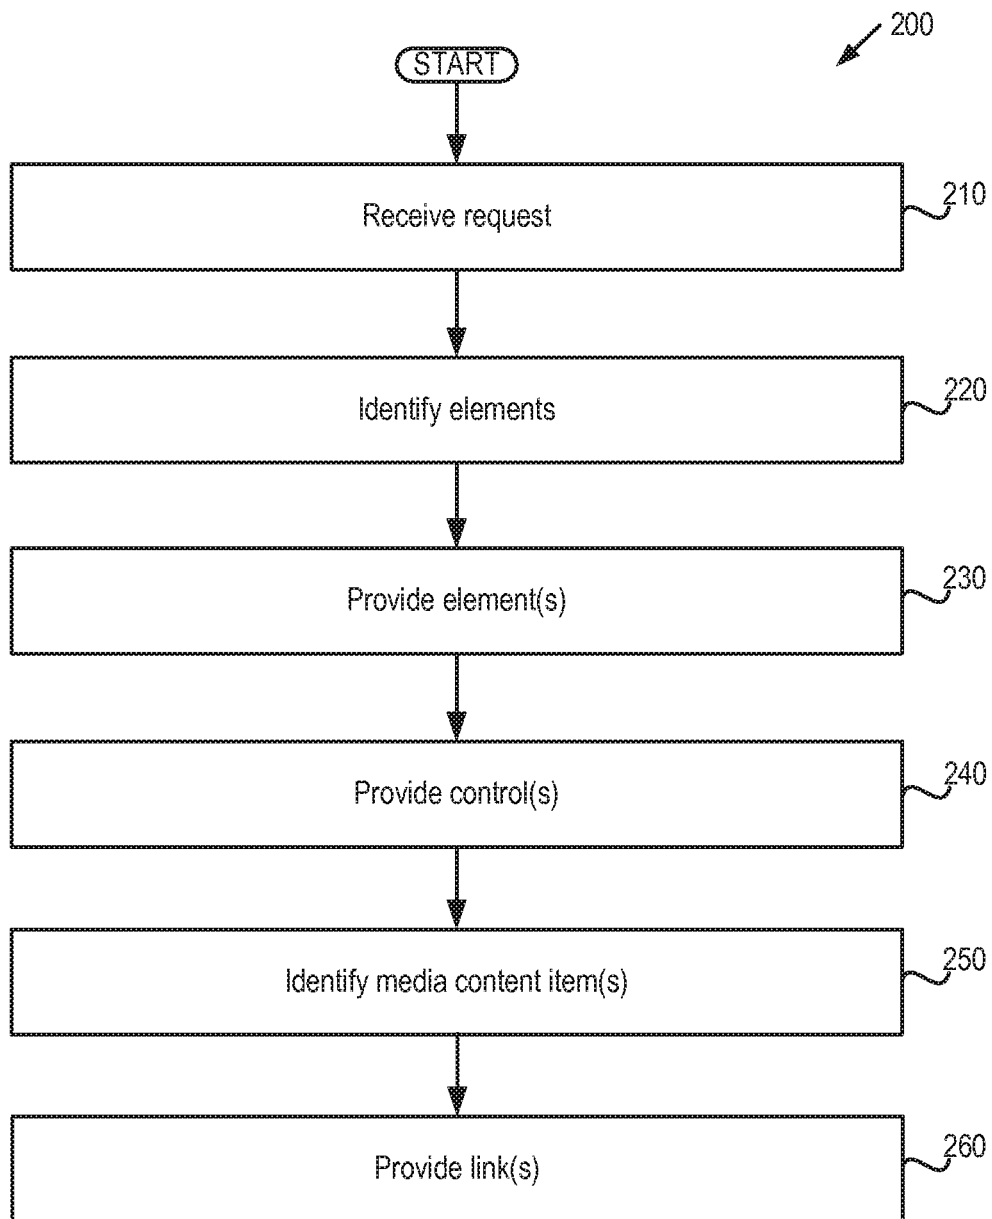 200
START
Receive request
210
Identify elements
220
Provide element(s)
230
Provide control(s)
240
Identify media content item(s)
250
Provide link(s)
260